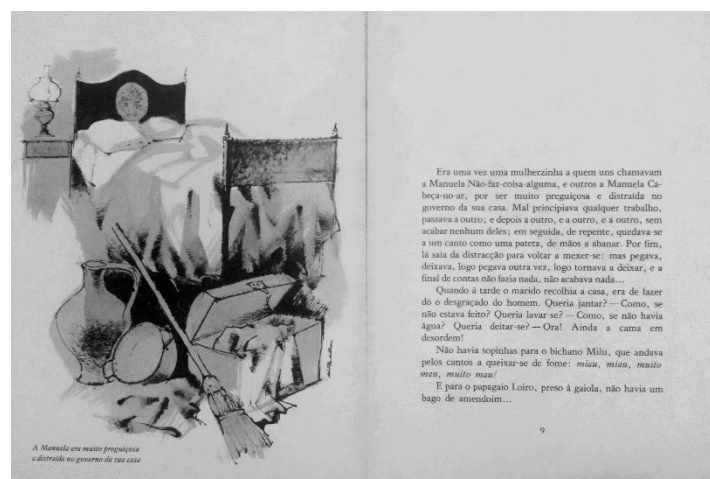 A Manuela era muito preguiçosa
e distraída no governo da sua casa
Era uma vez uma mulherzinha a quem uns chamavam
a Manuela Não-faz-coisa-alguma, e outros a Manuela Ca-
beça-no-ar, por ser muito preguiçosa e distraída no
governo da sua casa. Mal principiava qualquer trabalho,
passava a outro; e depois a outro, e a outro, e a outro, sem
acabar nenhum deles; em seguida, de repente, quedava-se
a um canto como uma pateta, de mãos a abanar. Por fim,
lá saía da distracção para voltar a mexer-se: mas pegava,
deixava, logo pegava outra vez, logo tornava a deixar, e a
final de contas não fazia nada, não acabava nada...
Quando à tarde o marido recolhia a casa, era de fazer
dó o desgraçado do homem. Queria jantar? — Como, se
não estava feito? Queria lavar-se? — Como, se não havia
água? Queria deitar-se? — Ora! Ainda a cama em
desordem!
Não havia sopinhas para o bichano Milu, que andava
pelos cantos a queixar-se de fome: miau, miau, muito
mau, muito mau!
E para o papagaio Loiro, preso à gaiola, não havia um
bago de amendoim...
9